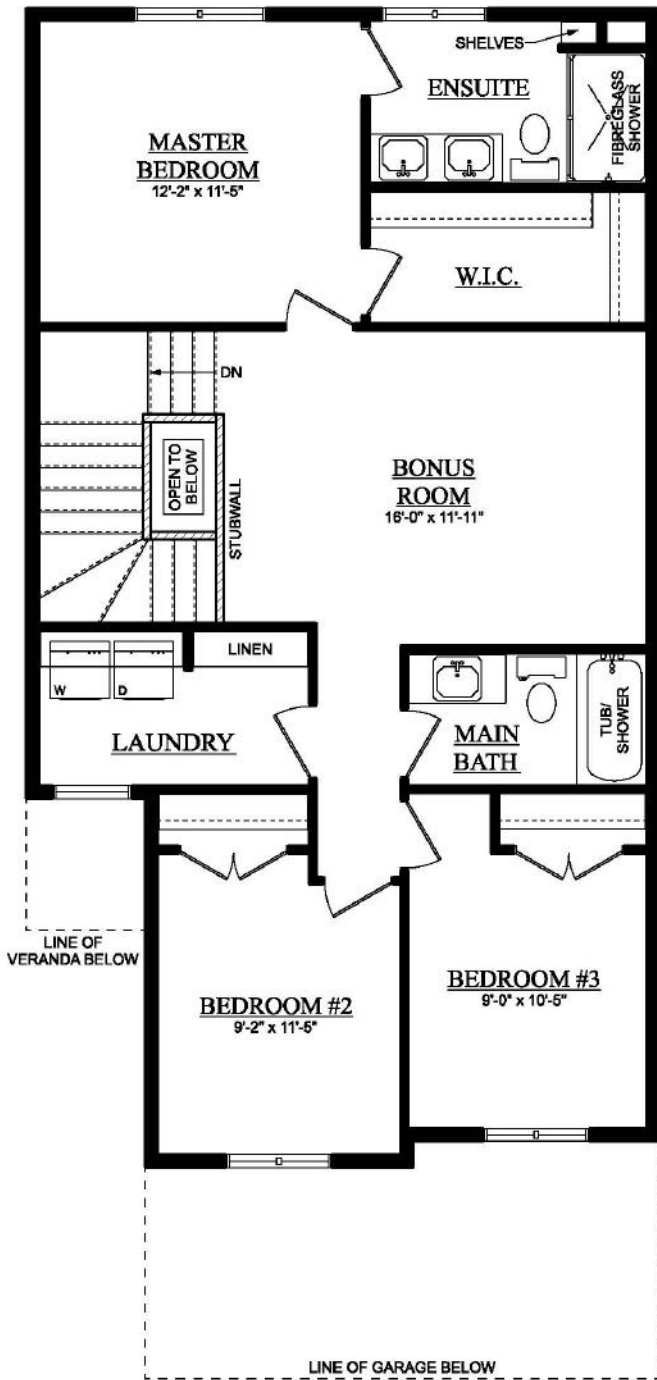 SHELVES
ENSUITE
FIBREGLASS
SHOWER
MASTER
BEDROOM
12'-2" x 11'-5"
W.I.C.
DN
OPEN TO
BELOW
STUBWALL
BONUS
ROOM
16'-0" x 11'-11"
LINEN
W
D
LAUNDRY
MAIN
BATH
TUB/
SHOWER
LINE OF
VERANDA BELOW
BEDROOM #2
9'-2" x 11'-5"
BEDROOM #3
9'-0" x 10'-5"
LINE OF GARAGE BELOW